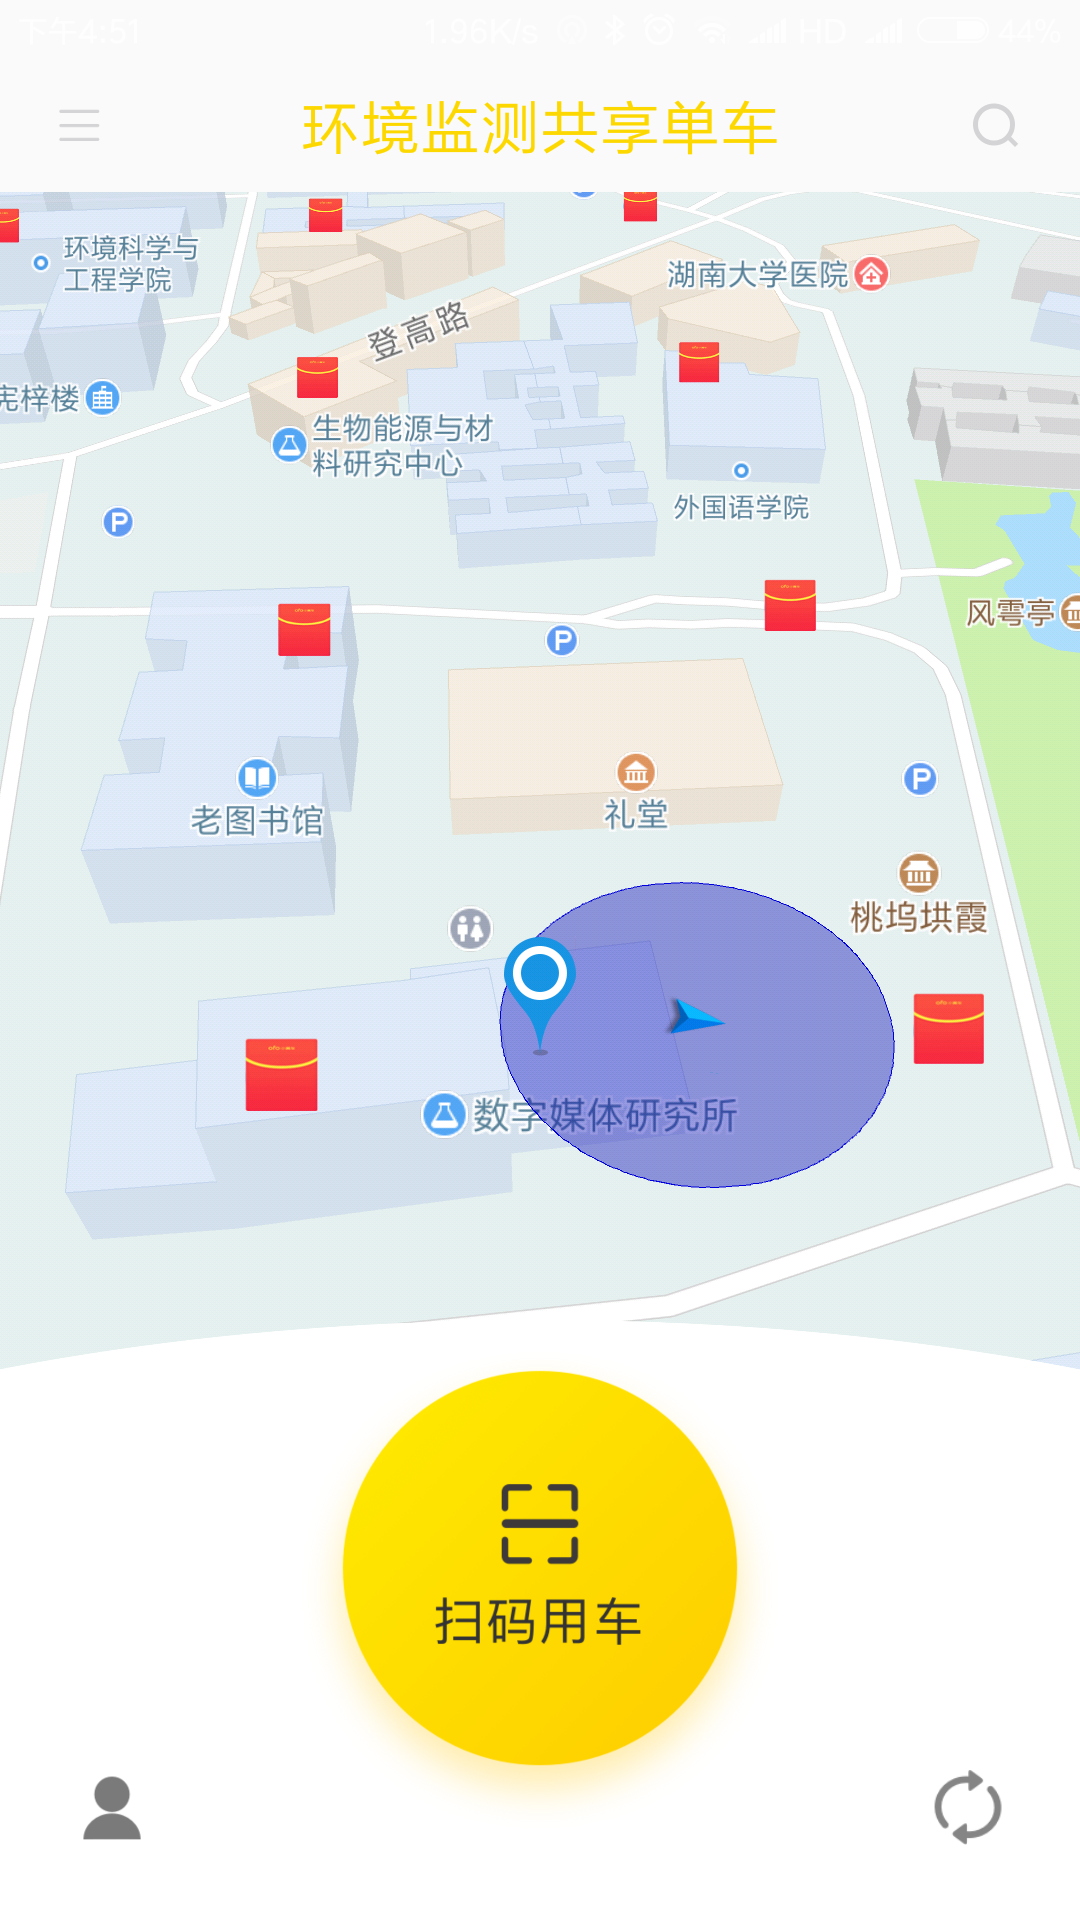 下午4:51
1.96K/s HD 44%
环境监测共享单车
环境科学与
工程学院
湖南大学医院
登高路
宪梓楼
生物能源与材
料研究中心
外国语学院
P
风雩亭
P
P
老图书馆
礼堂
桃坞垬霞
数字媒体研究所
扫码用车